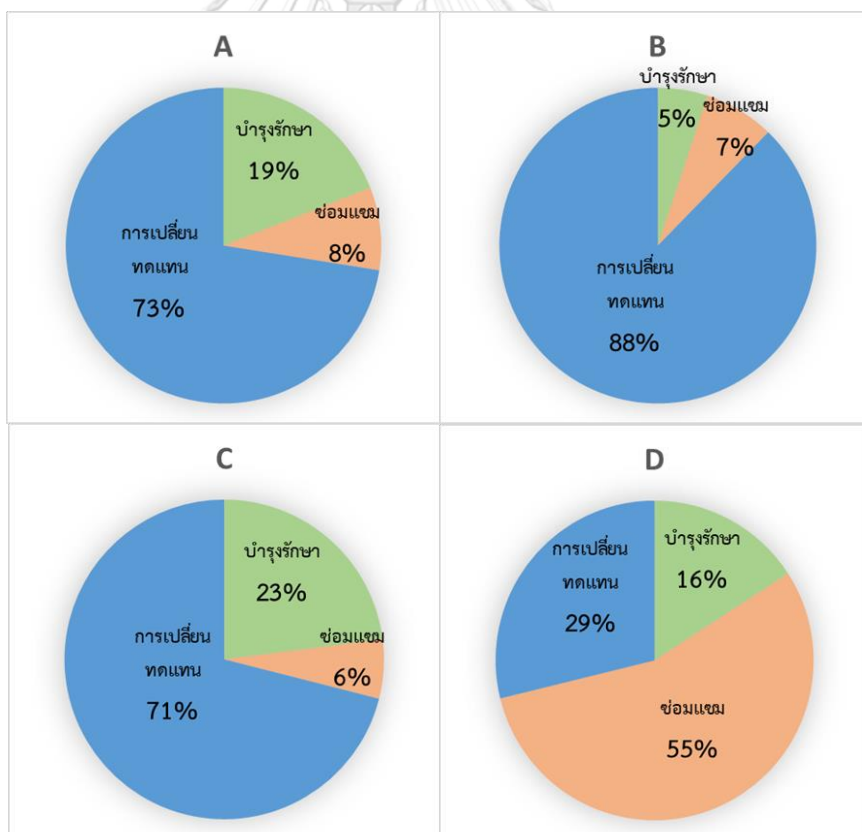 A
บำรุงรักษา
19%
ซ่อมแซม
8%
การเปลี่ยน
ทดแทน
73%
B
บำรุงรักษา
5%
ซ่อมแซม
7%
การเปลี่ยน
ทดแทน
88%
C
บำรุงรักษา
23%
ซ่อมแซม
6%
การเปลี่ยน
ทดแทน
71%
D
บำรุงรักษา
16%
การเปลี่ยน
ทดแทน
29%
ซ่อมแซม
55%